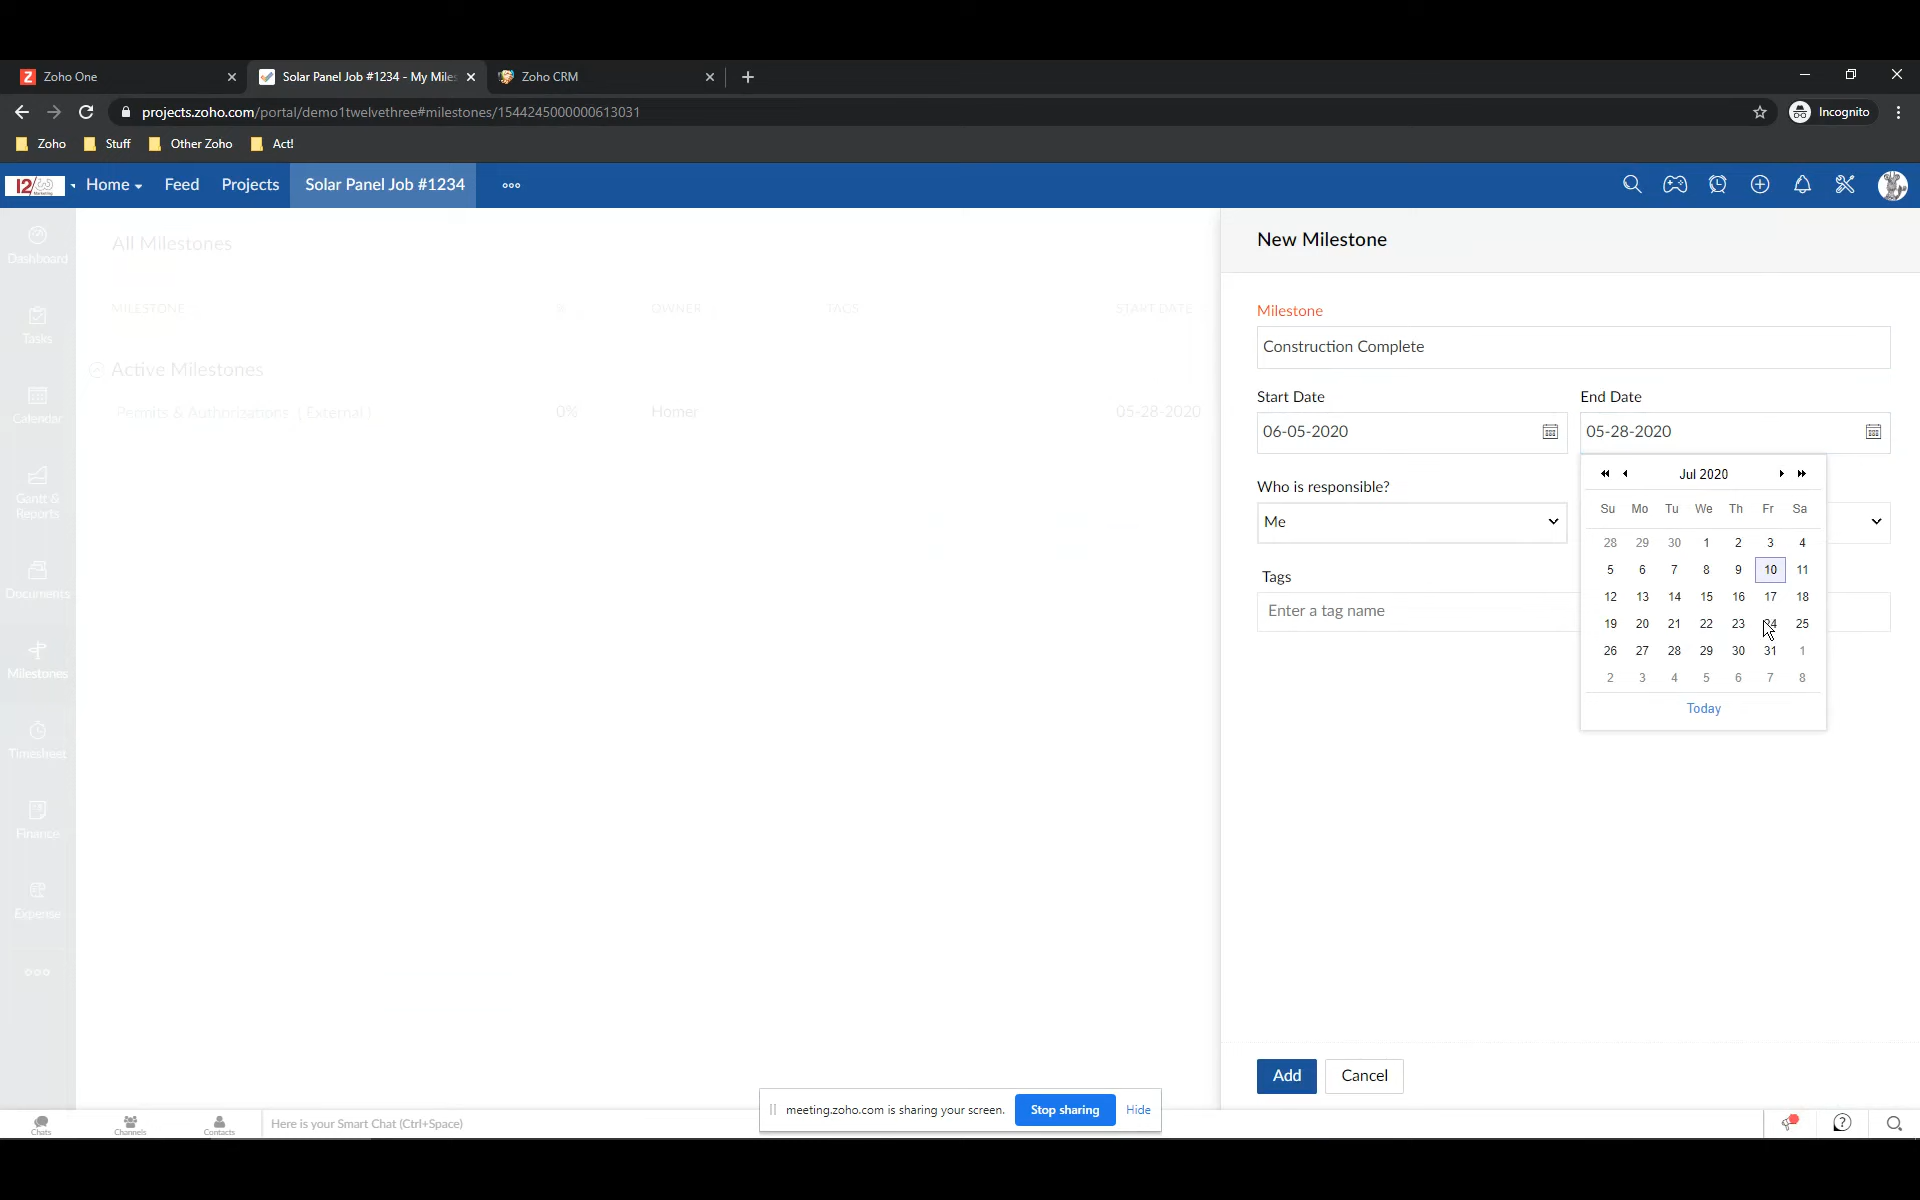 Zoho One
Solar Panel Job #1234 - My Miles
Zoho CRM
projects.zoho.com/portal/demo1twelvethree#milestones/1544245000000613031
Incognito
Zoho
Stuff
Other Zoho
Act!
Home
Feed
Projects
Solar Panel Job #1234
Dashboard
Tasks
Calendar
Gantt &
Reports
Documents
Milestones
Timesheet
Finance
Expense
All Milestones
MILESTONE
OWNER
TAGS
START DATE
Active Milestones
Permits & Authorizations ( External )
0%
Homer
05-28-2020
New Milestone
Milestone
Construction Complete
Start Date
End Date
06-05-2020
05-28-2020
Who is responsible?
Me
Tags
Enter a tag name
Jul 2020
Su Mo Tu We Th Fr Sa
28 29 30 1 2 3 4
5 6 7 8 9 10 11
12 13 14 15 16 17 18
19 20 21 22 23 24 25
26 27 28 29 30 31 1
2 3 4 5 6 7 8
Today
Add
Cancel
meeting.zoho.com is sharing your screen.
Stop sharing
Hide
Chats
Channels
Contacts
Here is your Smart Chat (Ctrl+Space)